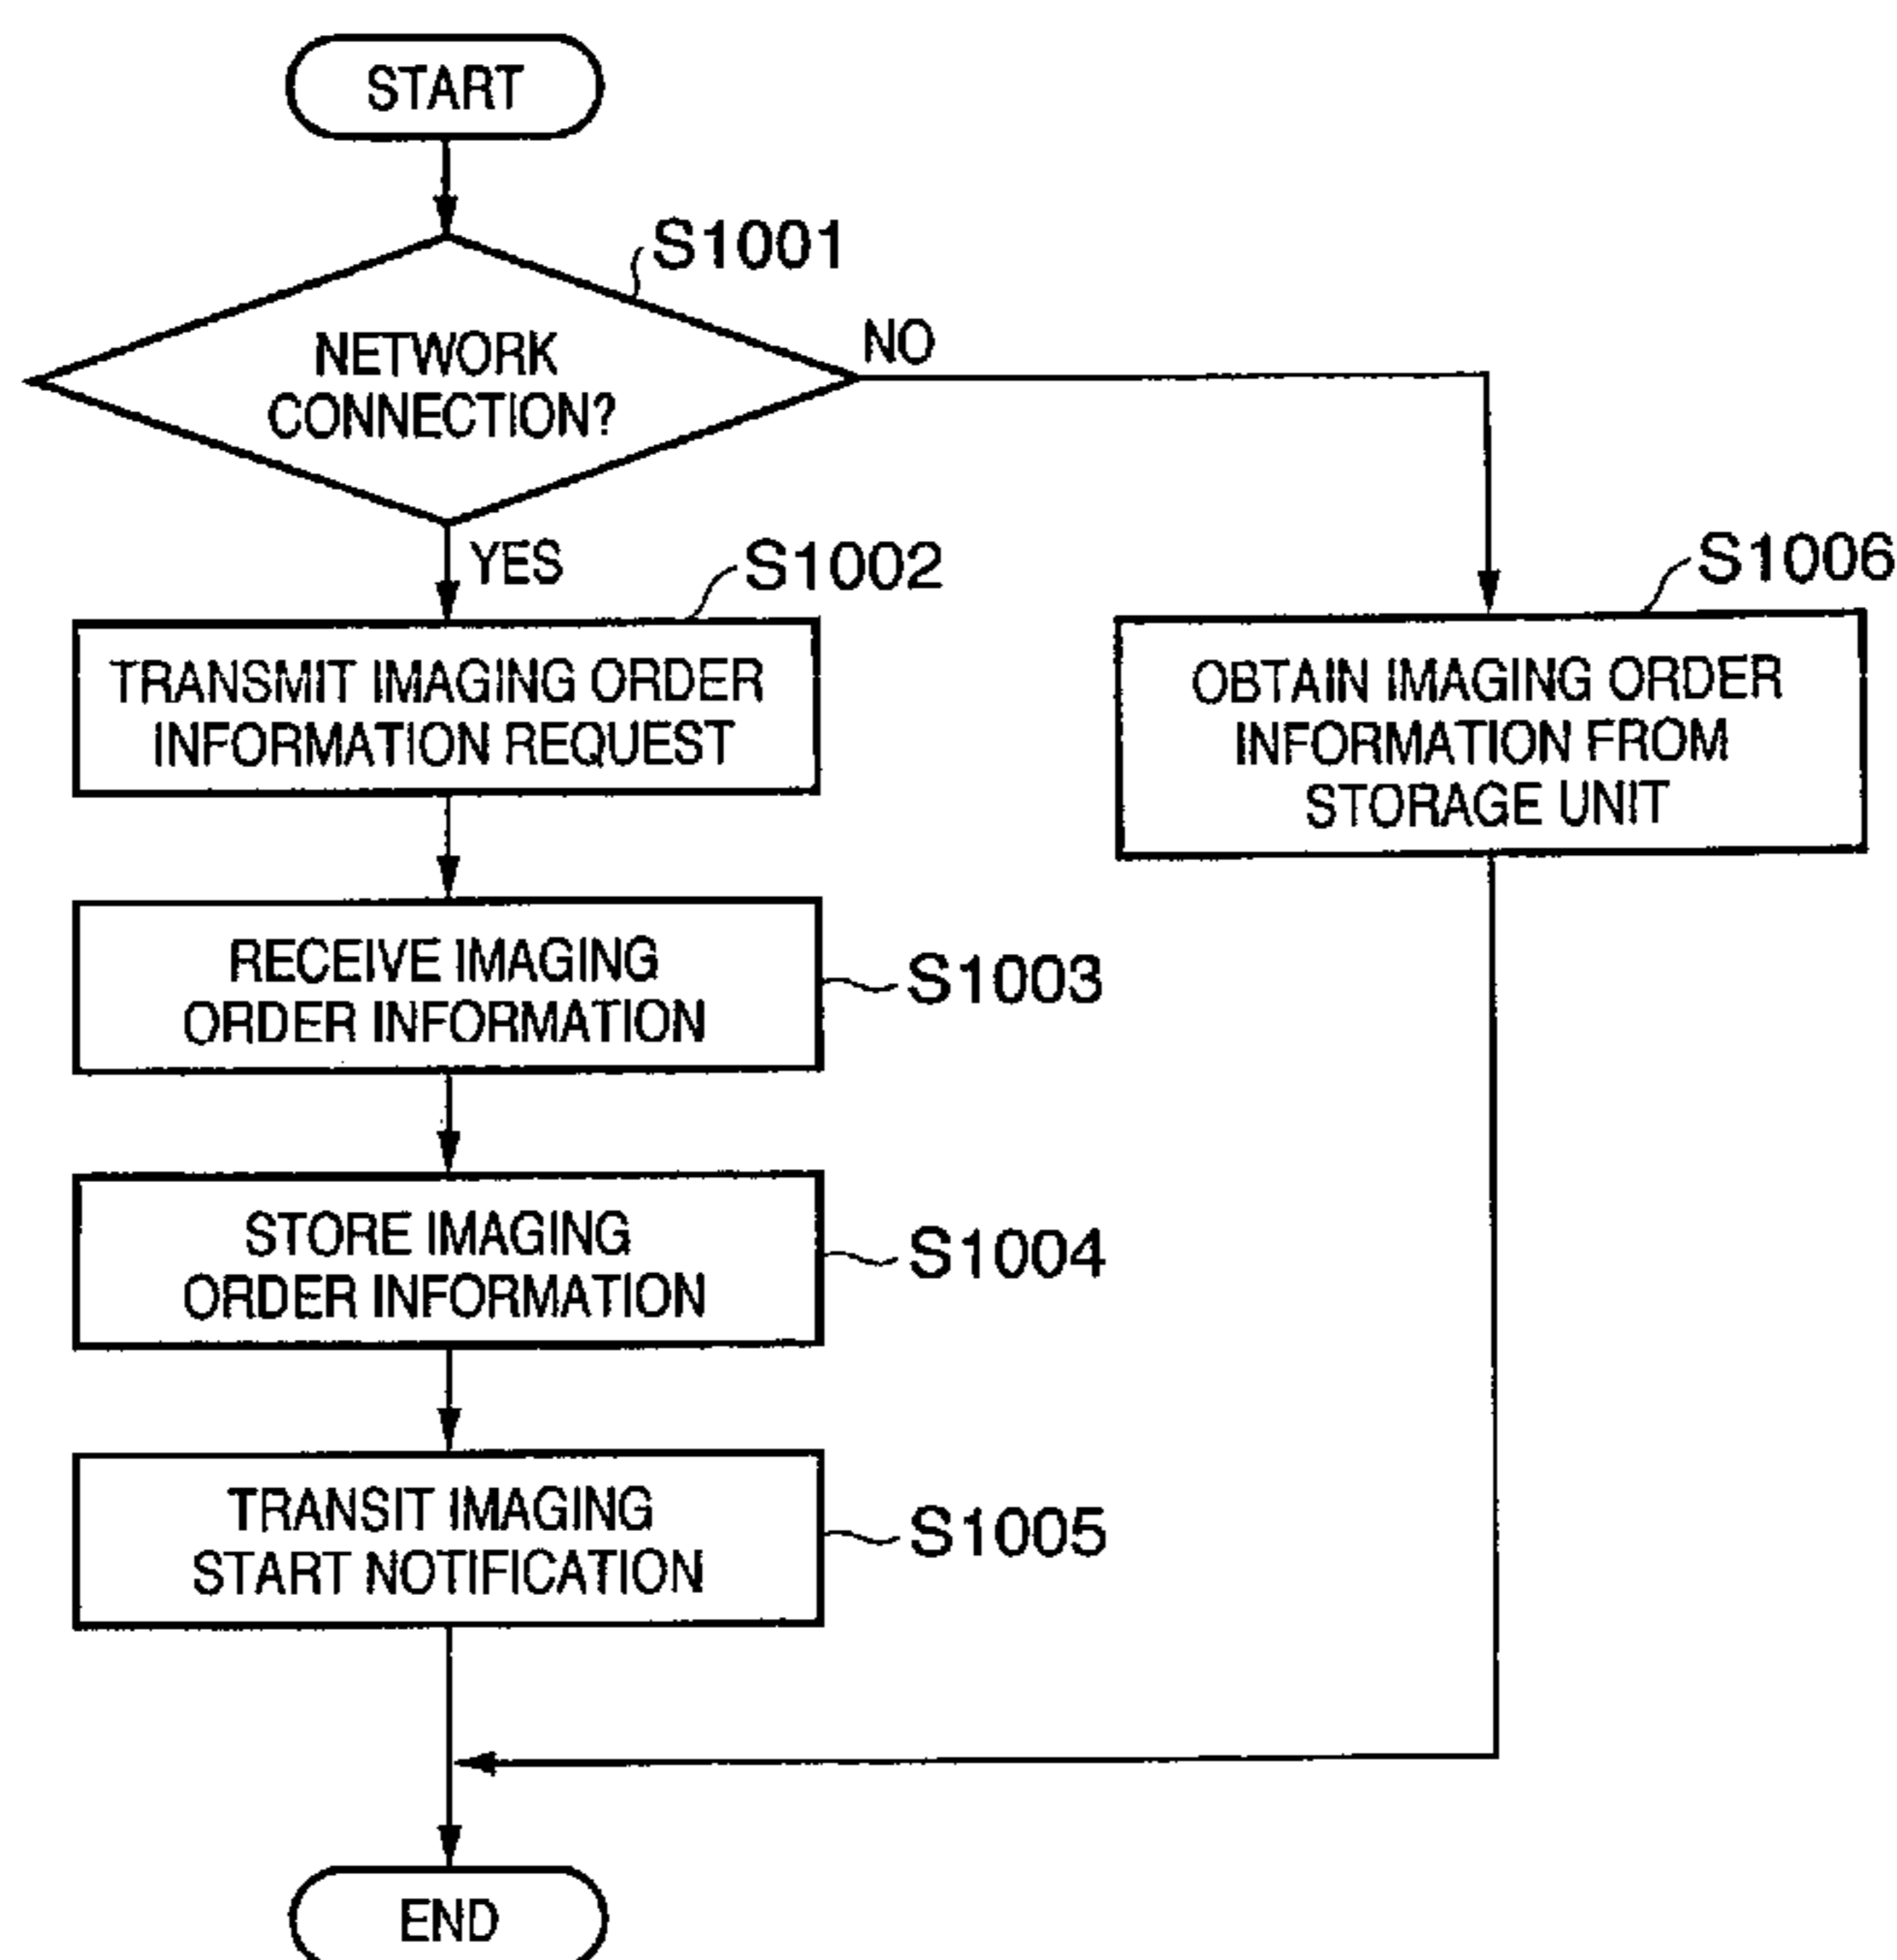 START
S1001
NETWORK
CONNECTION?
NO
YES
S1002
TRANSMIT IMAGING ORDER
INFORMATION REQUEST
S1006
OBTAIN IMAGING ORDER
INFORMATION FROM
STORAGE UNIT
RECEIVE IMAGING
ORDER INFORMATION
S1003
STORE IMAGING
ORDER INFORMATION
S1004
TRANSIT IMAGING
START NOTIFICATION
S1005
END